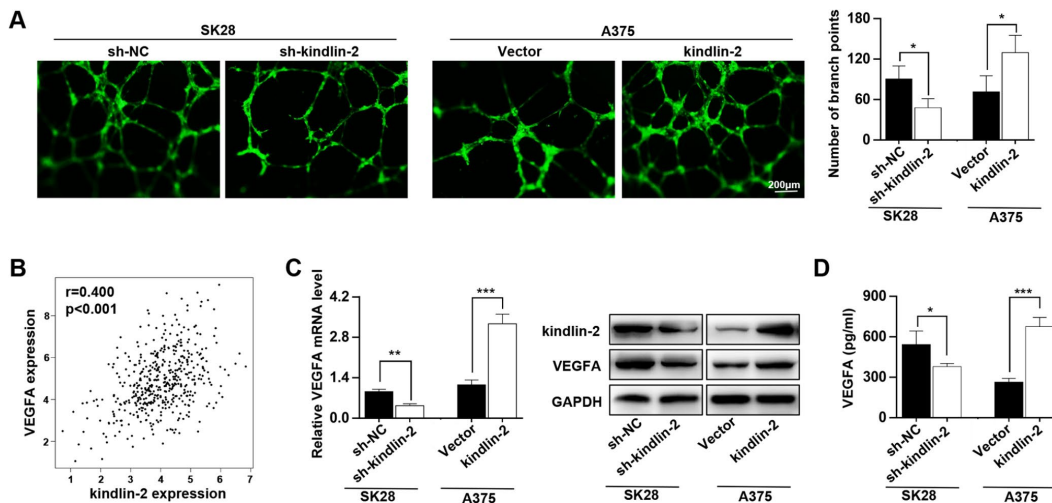 A
SK28
sh-NC
sh-kindlin-2
A375
Vector
kindlin-2
200μm
Number of branch points
180
120
60
0
*
*
sh-NC
sh-kindlin-2
Vector
kindlin-2
SK28
A375
B
r=0.400
p<0.001
VEGFA expression
8
6
4
2
1 2 3 4 5 6 7
kindlin-2 expression
C
Relative VEGFA mRNA level
4.2
2.8
1.4
0.0
**
***
sh-NC
sh-kindlin-2
Vector
kindlin-2
SK28
A375
kindlin-2
VEGFA
GAPDH
sh-NC
sh-kindlin-2
Vector
kindlin-2
SK28
A375
D
VEGFA (pg/ml)
900
600
300
0
*
***
sh-NC
sh-kindlin-2
Vector
kindlin-2
SK28
A375